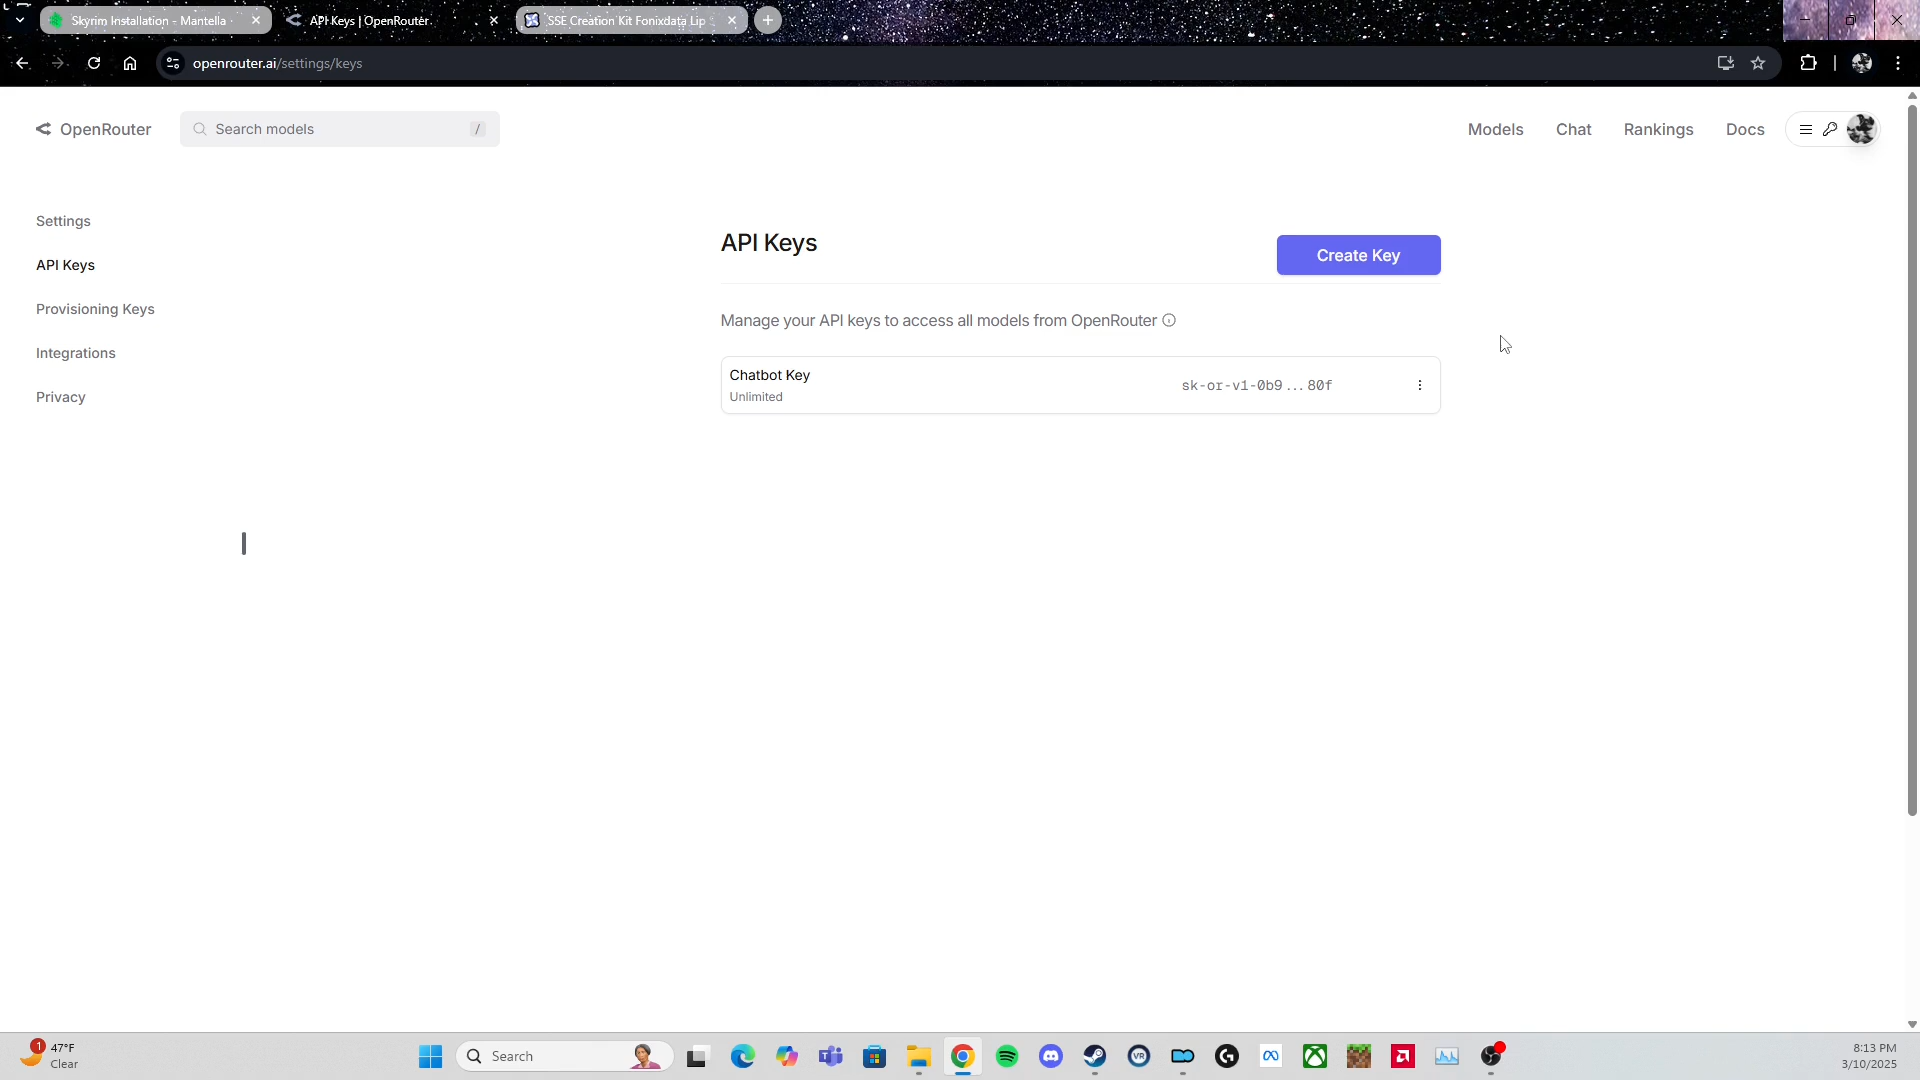 Skyrim Installation - Mantella
API Keys | OpenRouter
SSE Creation Kit Fonixdata Lip
openrouter.ai/settings/keys
OpenRouter
Search models
/
Models
Chat
Rankings
Docs
Settings
API Keys
Provisioning Keys
Integrations
Privacy
API Keys
Create Key
Manage your API keys to access all models from OpenRouter
Chatbot Key
Unlimited
sk-or-v1-0b9...80f
1
47°F
Clear
Search
8:13 PM
3/10/2025